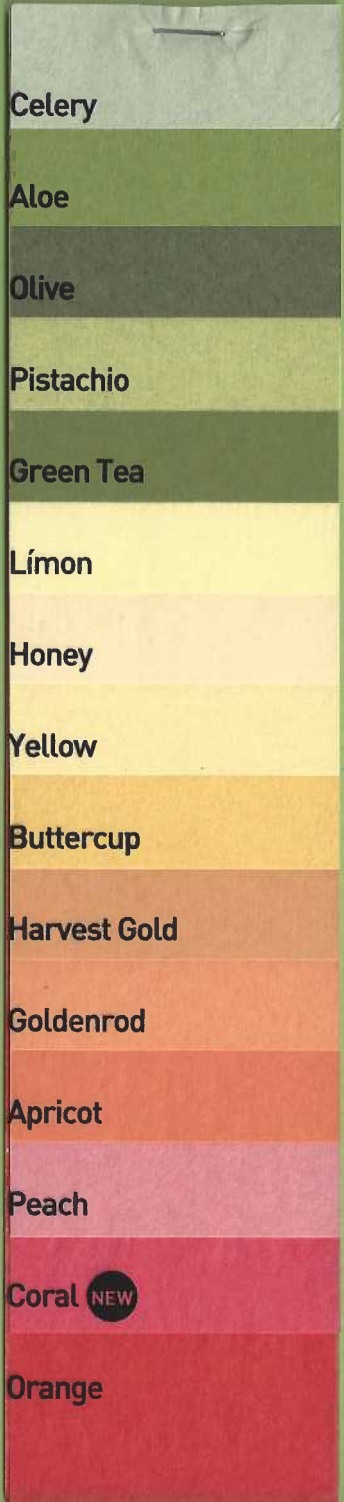 Celery
Aloe
Olive
Pistachio
Green Tea
Límon
Honey
Yellow
Buttercup
Harvest Gold
Goldenrod
Apricot
Peach
Coral NEW
Orange